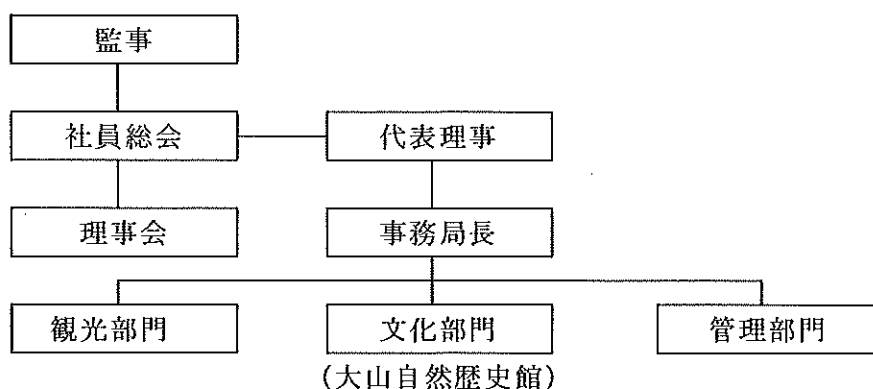 監事
社員総会
代表理事
理事会
事務局長
観光部門
文化部門
管理部門
(大山自然歴史館)